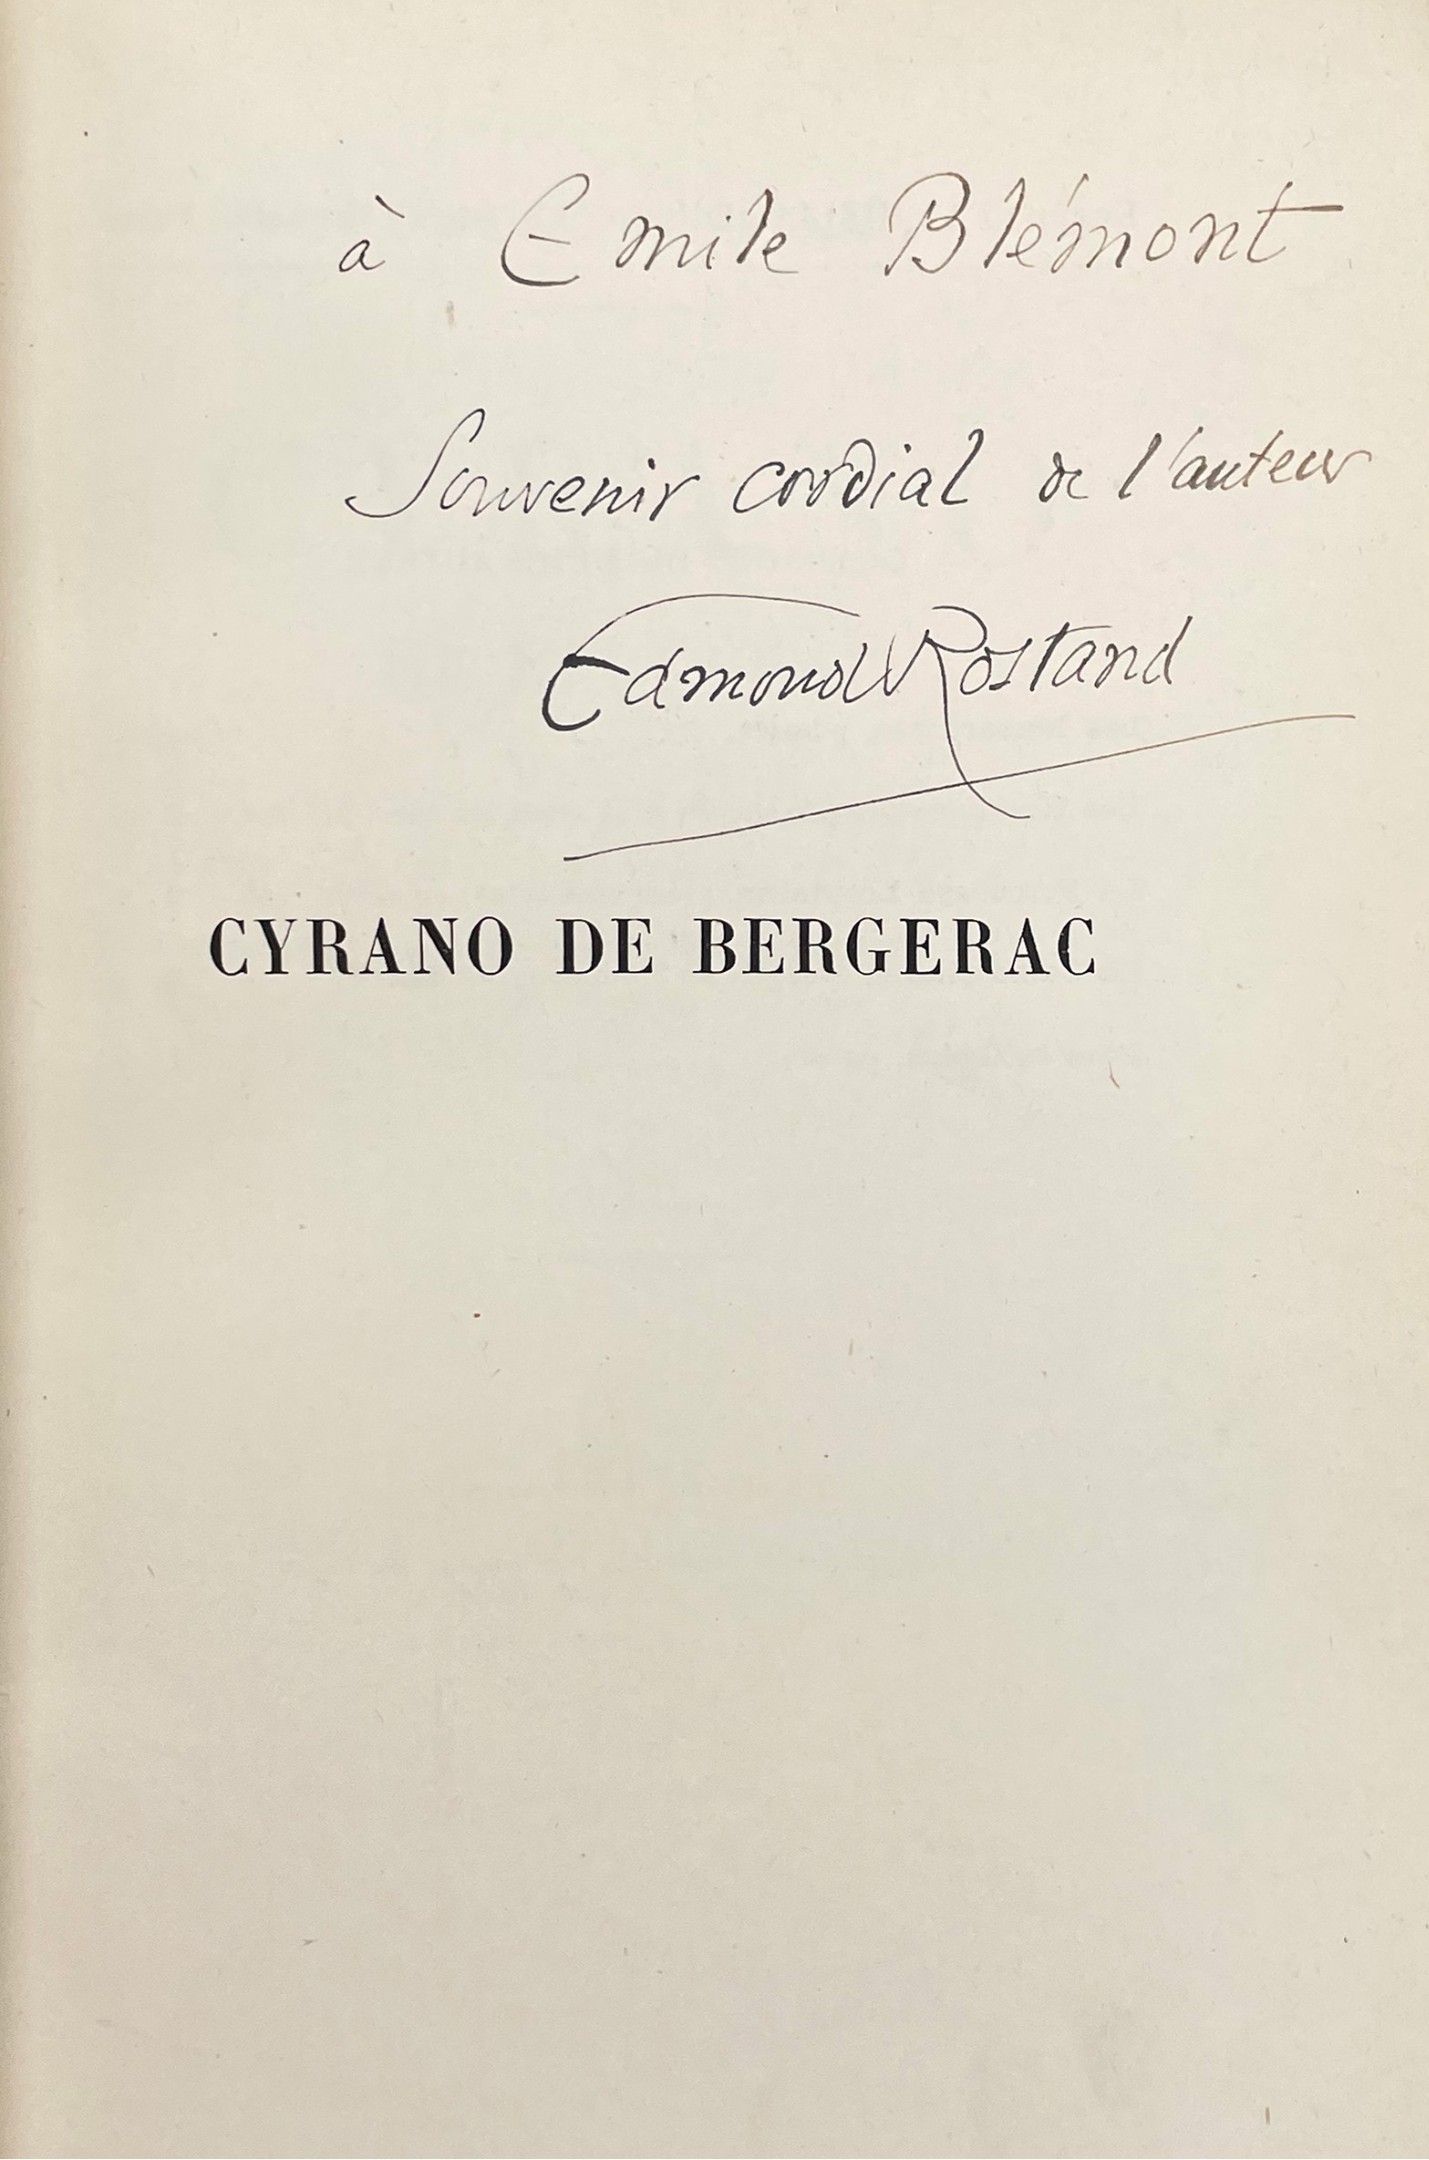 à Emile Blémont
Souvenir cordial de l'auteur
Edmond Rostand
CYRANO DE BERGERAC